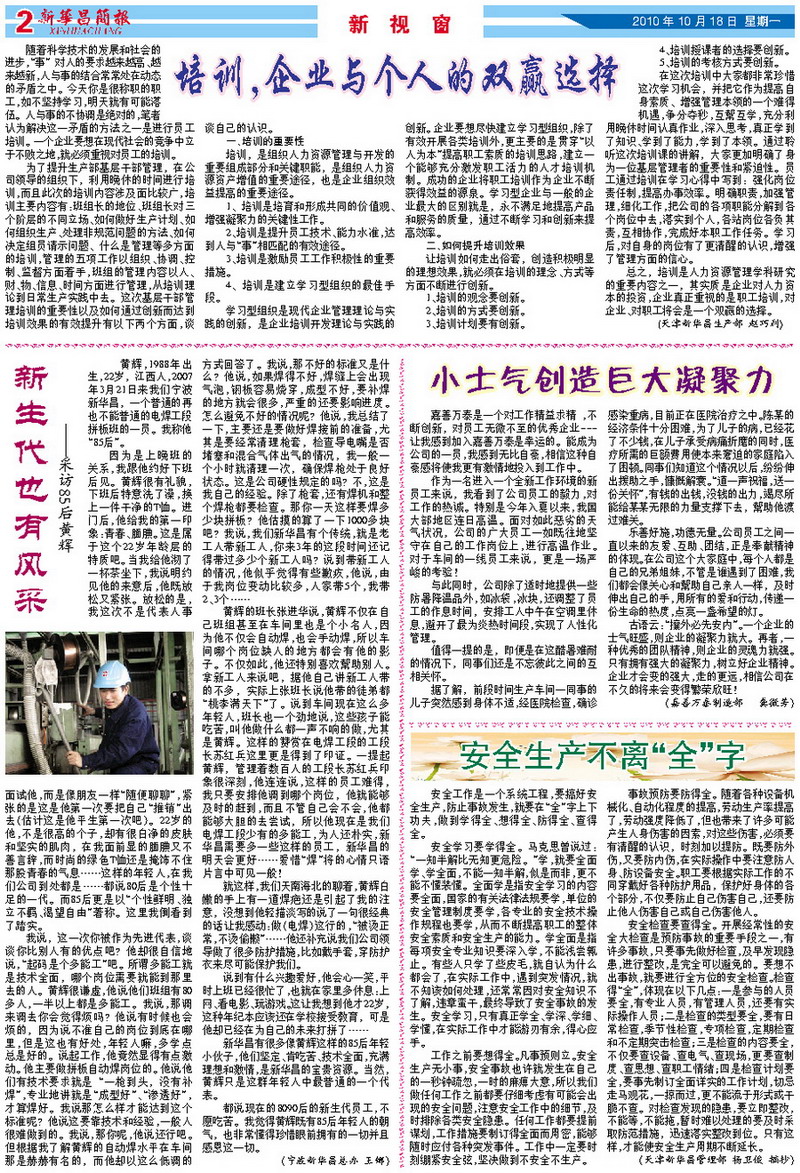 2 新華昌簡報
XINHUACHANG
新视窗
2010年10月18日 星期一
培训,企业与个人的双赢选择
随着科学技术的发展和社会的
进步,“事”对人的要求越来越高,越
来越新,人与事的结合常常处在动态
的矛盾之中。今天你是很称职的职
工,如不坚持学习,明天就有可能落
伍。人与事的不协调是绝对的,笔者
认为解决这一矛盾的方法之一是进行员工
培训。一个企业要想在现代社会的竞争中立
于不败之地,就必须重视对员工的培训。
为了提升生产部基层干部管理，在公
司领导的组织下，利用晚休的时间进行培
训,而且此次的培训内容涉及面比较广,培
训主要内容有:班组长的地位、班组长对三
个阶层的不同立场、如何做好生产计划、如
何组织生产、处理非规范问题的方法、如何
决定组员请示问题、什么是管理等多方面
的培训,管理的五项工作以组织、协调、控
制、监督方面着手,班组的管理内容以人、
财、物、信息、时间方面进行管理,从培训理
论到日常生产实践中去。这次基层干部管
理培训的重要性以及如何通过创新而达到
培训效果的有效提升有以下两个方面,谈
谈自己的认识。
一.培训的重要性
培训，是组织人力资源管理与开发的
重要组成部分和关键职能，是组织人力资
源资产增值的重要途径，也是企业组织效
益提高的重要途径。
1、培训是培育和形成共同的价值观、
增强凝聚力的关键性工作。
2、培训是提升员工技术、能力水准,达
到人与“事”相匹配的有效途径。
3、培训是激励员工工作积极性的重要
措施。
4、培训是建立学习型组织的最佳手
段。
学习型组织是现代企业管理理论与实
践的创新，是企业培训开发理论与实践的
创新。企业要想尽快建立学习型组织,除了
有效开展各类培训外,更主要的是贯穿“以
人为本”提高职工素质的培训思路,建立一
个能够充分激发职工活力的人才培训机
制。成功的企业将职工培训作为企业不断
获得效益的源泉。学习型企业与一般的企
业最大的区别就是，永不满足地提高产品
和服务的质量，通过不断学习和创新来提
高效率。
二.如何提升培训效果
让培训如何走出俗套，创造积极明显
的理想效果,就必须在培训的理念、方式等
方面不断进行创新。
1、培训的观念要创新。
2、培训的方式要创新。
3、培训计划要有创新。
4、培训授课者的选择要创新。
5、培训的考核方式要创新。
在这次培训中大家都非常珍惜
这次学习机会，并把它作为提高自
身素质、增强管理本领的一个难得
机遇,争分夺秒,互帮互学,充分利
用晚休时间认真作业,深入思考,真正学到
了知识、学到了能力,学到了本领。通过聆
听这次培训课的讲解，大家更加明确了身
为一位基层管理者的重要性和紧迫性。员
工通过培训在学习心得中写到：强化岗位
责任制,提高办事效率。明确职责,加强管
理,细化工作,把公司的各项职能分解到各
个岗位中去,落实到个人,各站岗位各负其
责,互相协作,完成好本职工作任务。学习
后,对自身的岗位有了更清醒的认识,增强
了管理方面的信心。
总之，培训是人力资源管理学科研究
的重要内容之一，其实质是企业对人力资
本的投资,企业真正重视的是职工培训,对
企业、对职工将会是一个双赢的选择。
(天津新华昌生产部 赵巧利)
新生代也有风采
——采访85后黄辉
黄辉,1988年出
生,22岁，江西人,2007
年3月21日来我们宁波
新华昌，一个普通的再
也不能普通的电焊工段
拼板班的一员。我称他
“85后”。
因为是上晚班的
关系,我跟他约好下班
后见。黄辉很有礼貌,
下班后特意洗了澡,换
上一件干净的T恤。进
门后,他给我的第一印
象:青春、腼腆。这是属
于这个22岁年龄层的
特质吧。当我给他沏了
一杯茶坐下,我说明约
见他的来意后,他既放
松又紧张。放松的是,
我这次不是代表人事
面试他,而是像朋友一样“随便聊聊”,紧
张的是这是他第一次要把自己“推销”出
去(估计这是他平生第一次吧)。22岁的
他,不是很高的个子,却有很白净的皮肤
和坚实的肌肉，在我面前显的腼腆又不
善言辞，而时尚的绿色T恤还是掩饰不住
那股青春的气息……这样的年轻人,在我
们公司到处都是……都说80后是个性十
足的一代。而85后更是以“个性鲜明、独
立不羁、渴望自由”著称。这里我倒看到
了踏实。
我说，这一次你被作为先进代表,谈
谈你比别人有的优点吧？他却很自信地
说,“起码是个多能工”吧。所谓多能工就
是技术全面，哪个岗位需要我能到那里
去的人。黄辉很谦虚,他说他们班组有80
多人,一半以上都是多能工。我说,那调
来调去你会觉得烦吗？他说有时候也会
烦的，因为说不准自己的岗位到底在哪
里,但是这也有好处,年轻人嘛,多学点
总是好的。说起工作,他竟然显得有点激
动。他主要做拼板自动焊岗位的。他说他
们有技术要求就是“一枪到头，没有补
焊”,专业地讲就是“成型好”、“渗透好”，
才算焊好。我说那怎么样才能达到这个
标准呢？他说这要靠技术和经验,一般人
很难做到的。我说,那你呢,他说还行吧。
但根据我了解黄辉的自动焊水平在车间
那是赫赫有名的，而他却以这么低调的
方式回答了。我说,那不好的标准又是什
么？他说,如果焊得不好,焊缝上会出现
气泡,钢板容易烧穿,成型不好,要补焊
的地方就会很多,严重的还要影响进度。
怎么避免不好的情况呢？他说,我总结了
一下,主要还是要做好焊接前的准备,尤
其是要经常清理枪套，检查导电嘴是否
堵塞和混合气体出气的情况，我一般一
个小时就清理一次，确保焊枪处于良好
状态。这是公司硬性规定的吗？不,这是
我自己的经验。除了枪套,还有焊机和整
个焊枪都要检查。那你一天这样要焊多
少块拼板？他估摸的算了一下1000多块
吧？我说，我们新华昌有个传统,就是老
工人带新工人,你来3年的这段时间还记
得带过多少个新工人吗？说到带新工人
的情况,他似乎觉得有些歉疚,他说,由
于我岗位变动比较多,人家带5个,我带
2、3个……
黄辉的班长张进华说,黄辉不仅在自
己班组甚至在车间里也是个小名人,因
为他不仅会自动焊,也会手动焊,所以车
间哪个岗位缺人的地方都会有他的影
子。不仅如此,他还特别喜欢帮助别人。
拿新工人来说吧，据他自己讲新工人带
的不多，实际上张班长说他带的徒弟都
“桃李满天下”了。说到车间现在这么多
年轻人,班长也一个劲地说,这些孩子能
吃苦,叫他做什么都一声不响的做,尤其
是黄辉。这样的赞誉在电焊工段的工段
长苏红兵这里更是得到了印证。一提起
黄辉，管理着数百人的工段长苏红兵印
象很深刻,他连连说,这样的员工难得，
我只要安排他调到哪个岗位，他就能够
及时的赶到，而且不管自己会不会,他都
能够大胆的去尝试，所以他现在是我们
电焊工段少有的多能工,为人还朴实,新
华昌需要多一些这样的员工，新华昌的
明天会更好……爱惜“焊”将的心情只语
片言中可见一般！
就这样,我们天南海北的聊着,黄辉白
嫩的手上有一道焊疤还是引起了我的注
意，没想到他轻描淡写的说了一句很经典
的话让我感动:做(电焊)这行的,“被烫正
常,不烫偷懒”……他还补充说我们公司领
导做了很多防护措施,比如戴手套,穿防护
衣来尽可能保护我们。
说到有什么兴趣爱好,他会心一笑,平
时上班已经很忙了,也就在家里多休息:上
网、看电影、玩游戏,这让我想到他才22岁,
这种年纪本应该还在学校接受教育，可是
他却已经在为自己的未来打拼了……
新华昌有很多像黄辉这样的85后年轻
小伙子,他们坚定、肯吃苦、技术全面,充满
理想和激情,是新华昌的宝贵资源。当然,
黄辉只是这群年轻人中最普通的一个代
表。
都说现在的8090后的新生代员工,不
愿吃苦。我觉得黄辉既有85后年轻人的朝
气，也非常懂得珍惜眼前拥有的一切并且
感恩这一切。
(宁波新华昌总办 王娜)
小士气创造巨大凝聚力
嘉善万泰是一个对工作精益求精 ,不
断创新，对员工无微不至的优秀企业---
让我感到加入嘉善万泰是幸运的。能成为
公司的一员,我感到无比自豪,相信这种自
豪感将使我更有激情地投入到工作中。
作为一名进入一个全新工作环境的新
员工来说，我看到了公司员工的毅力,对
工作的热诚。特别是今年入夏以来,我国
大部地区连日高温。面对如此恶劣的天
气状况，公司的广大员工一如既往地坚
守在自己的工作岗位上,进行高温作业。
对于车间的一线员工来说，更是一场严
峻的考验！
与此同时，公司除了适时地提供一些
防暑降温品外,如冰袋,冰块,还调整了员
工的作息时间，安排工人中午在空调里休
息,避开了最为炎热时间段,实现了人性化
管理。
值得一提的是，即便是在这酷暑难耐
的情况下，同事们还是不忘彼此之间的互
相关怀。
据了解，前段时间生产车间一同事的
儿子突然感到身体不适,经医院检查,确诊
感染重病,目前正在医院治疗之中。陈某的
经济条件十分困难,为了儿子的病,已经花
了不少钱,在儿子承受病痛折磨的同时,医
疗所需的巨额费用使本来窘迫的家庭陷入
了困顿。同事们知道这个情况以后,纷纷伸
出援助之手,慷慨解囊。“道一声祝福,送一
份关怀”,有钱的出钱,没钱的出力,竭尽所
能给某某无限的力量支撑下去，帮助他渡
过难关。
乐善好施,功德无量。公司员工之间一
直以来的友爱、互助、团结,正是奉献精神
的体现。在公司这个大家庭中,每个人都是
自己的兄弟姐妹,不管是谁遇到了困难,我
们都会像关心和帮助自己亲人一样，及时
伸出自己的手,用所有的爱和行动,传递一
份生命的热度,点亮一盏希望的灯。
古语云:“攘外必先安内”。一个企业的
士气旺盛,则企业的凝聚力就大。再者,一
种优秀的团队精神,则企业的灵魂力就强。
只有拥有强大的凝聚力,树立好企业精神,
企业才会变的强大,走的更远,相信公司在
不久的将来会变得繁荣欣旺！
(嘉善万泰制造部 龚微芳)
安全生产不离“全”字
安全工作是一个系统工程,要搞好安
全生产,防止事故发生,就要在“全”字上下
功夫,做到学得全、想得全、防得全、查得
全。
安全学习要学得全。马克思曾说过:
“一知半解比无知更危险。”学,就要全面
学、学全面,不能一知半解,似是而非,更不
能不懂装懂。全面学是指安全学习的内容
要全面,国家的有关法律法规要学,单位的
安全管理制度要学，各专业的安全技术操
作规程也要学,从而不断提高职工的整体
安全素质和安全生产的能力。学全面是指
每项安全专业知识要深入学,不能浅尝辄
止。有些人只学了些皮毛,就自认为什么
都会了,在实际工作中,遇到突发情况,就
不知该如何处理,还常常因对安全知识不
了解,违章蛮干,最终导致了安全事故的发
生。安全学习,只有真正学全、学深、学细、
学懂,在实际工作中才能游刃有余,得心应
手。
工作之前要想得全。凡事预则立。安全
生产无小事，安全事故也许就发生在自己
的一秒钟疏忽,一时的麻痹大意,所以我们
做任何工作之前都要仔细考虑有可能会出
现的安全问题,注意安全工作中的细节,及
时排除各类安全隐患。任何工作都要提前
谋划,工作措施要制订得全面而周密,能够
随时应付各种突发事件。工作中一定要时
刻绷紧安全弦,坚决做到不安全不生产。
事故预防要防得全。随着各种设备机
械化、自动化程度的提高,劳动生产率提高
了,劳动强度降低了,但也带来了许多可能
产生人身伤害的因素,对这些伤害,必须要
有清醒的认识，时刻加以提防。既要防外
伤,又要防内伤,在实际操作中要注意防人
身、防设备安全。职工要根据实际工作的不
同穿戴好各种防护用品，保护好身体的各
个部分,不仅要防止自己伤害自己,还要防
止他人伤害自己或自己伤害他人。
安全检查要查得全。开展经常性的安
全大检查是预防事故的重要手段之一,有
许多事故,只要事先做好检查,及早发现隐
患,进行整改,是完全可以避免的。要想不
出事故,就要进行全方位的安全检查,检查
得“全”,体现在以下几点:一是参与的人员
要全,有专业人员,有管理人员,还要有实
际操作人员;二是检查的类型要全,要有日
常检查,季节性检查,专项检查,定期检查
和不定期突击检查;三是检查的内容要全,
不仅要查设备、查电气、查现场,更要查制
度、查思想、查职工情绪;四是检查计划要
全,要事先制订全面详实的工作计划,切忌
走马观花,一掠而过,更不能流于形式或干
脆不查。对检查发现的隐患,要立即整改,
不能等,不能拖,暂时难以处理的要及时采
取防范措施，迅速落实整改到位。只有这
样,才能使安全生产周期不断延长。
(天津新华昌管理部 杨卫俊 摘抄)